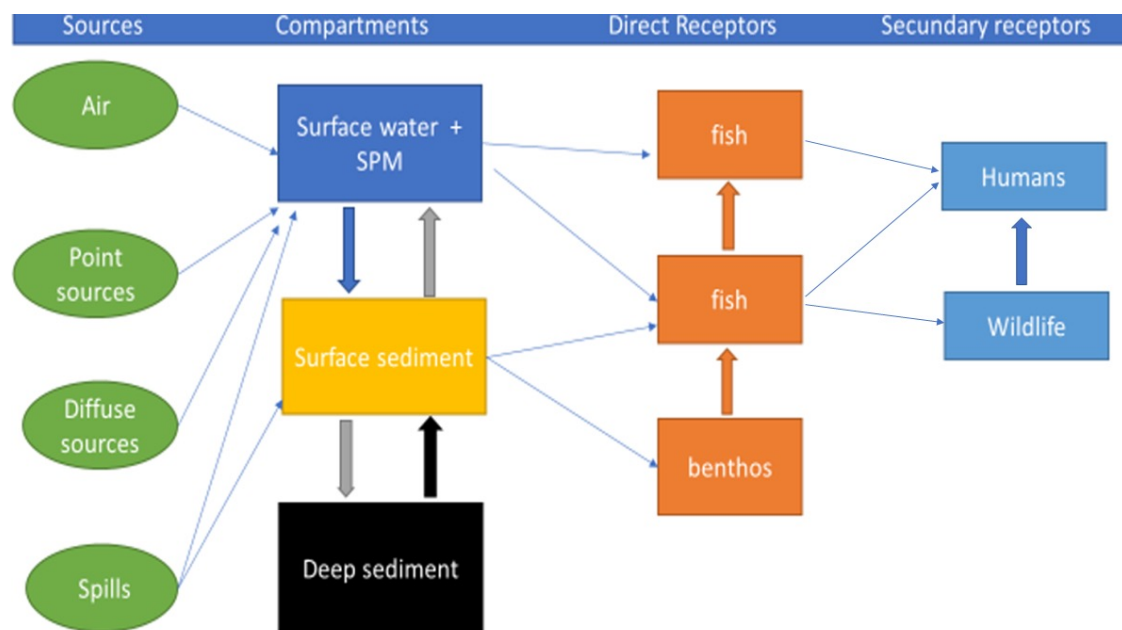 Sources
Compartments
Direct Receptors
Secundary receptors
Air
Point
sources
Diffuse
sources
Spills
Surface water +
SPM
Surface sediment
Deep sediment
fish
fish
benthos
Humans
Wildlife